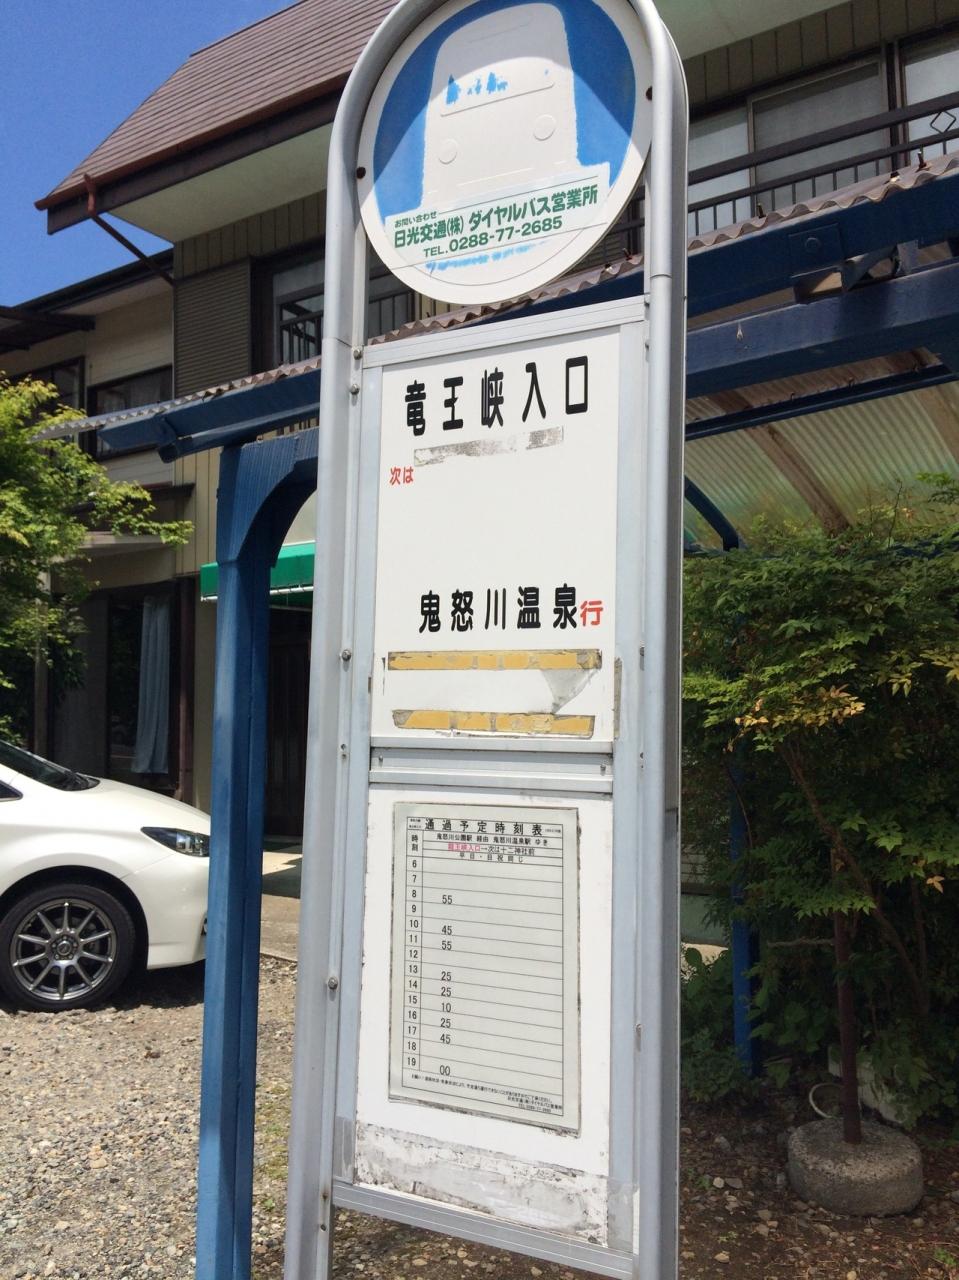 お問い合わせ
日光交通(株) ダイヤルバス営業所
TEL.0288-77-2685
竜王峡入口
次は
鬼怒川温泉行
通過予定時刻表
時刻
鬼怒川公園駅 経由 鬼怒川温泉駅 ゆき
竜王峡入口→次は十二神社前
平日・日祝同じ
6
7
8 55
9
10 45
11 55
12
13 25
14 25
15 10
16 25
17 45
18
19 00